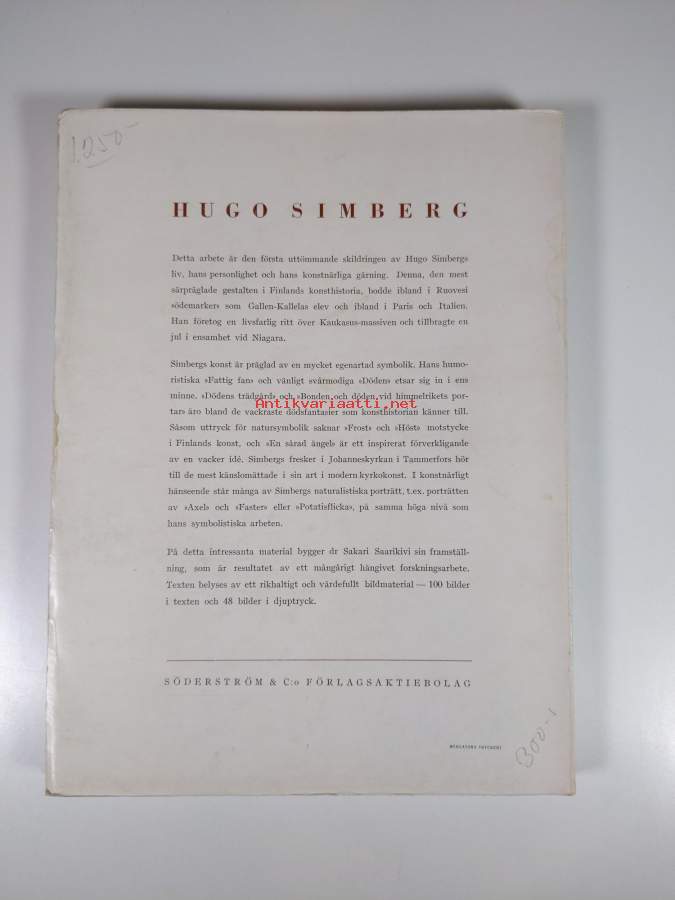 1250-
HUGO SIMBERG
Detta arbete är den första uttömmande skildringen av Hugo Simbergs
liv, hans personlighet och hans konstnärliga gärning. Denna, den mest
särpräglade gestalten i Finlands konsthistoria, bodde ibland i Ruovesi
ödemarker som Gallen-Kallelas elev och ibland i Paris och Italien.
Han företog en livsfarlig ritt över Kaukasus-massiven och tillbragte en
jul i ensamhet vid Niagara.
Simbergs konst är präglad av en mycket egenartad symbolik. Hans humo-
ristiska »Fattig fan» och vänligt svårmodiga »Döden» etsar sig in i ens
minne. »Dödens trädgård» och »Bonden och döden vid himmelrikets por-
Antikvariaatti.net
tar» äro bland de vackraste dödsfantasier som konsthistorian känner till.
Såsom uttryck för natursymbolik saknar »Frost» och »Höst» motstycke
i Finlands konst, och »En sårad ängel» är ett inspirerat förverkligande
av en vacker idé. Simbergs fresker i Johanneskyrkan i Tammerfors hör
till de mest känslomättade i sin art i modern kyrkokonst. I konstnärligt
hänseende står många av Simbergs naturalistiska porträtt, t.ex. porträtten
av »Axel» och »Faster» eller »Potatisflicka», på samma höga nivå som
hans symbolistiska arbeten.
På detta intressanta material bygger dr Sakari Saarikivi sin framställ-
ning, som är resultatet av ett mångårigt hängivet forskningsarbete.
Texten belyses av ett rikhaltigt och värdefullt bildmaterial — 100 bilder
i texten och 48 bilder i djuptryck.
SÖDERSTRÖM & C:o FÖRLAGSAKTIEBOLAG
MERCATORS TRYCKERI
300-